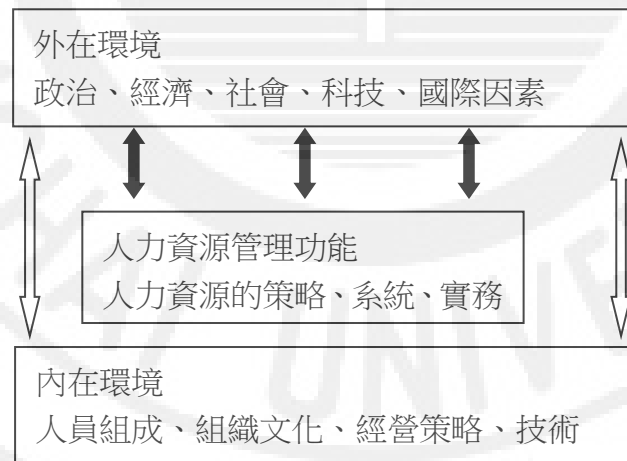 外在環境
政治、經濟、社會、科技、國際因素
人力資源管理功能
人力資源的策略、系統、實務
內在環境
人員組成、組織文化、經營策略、技術